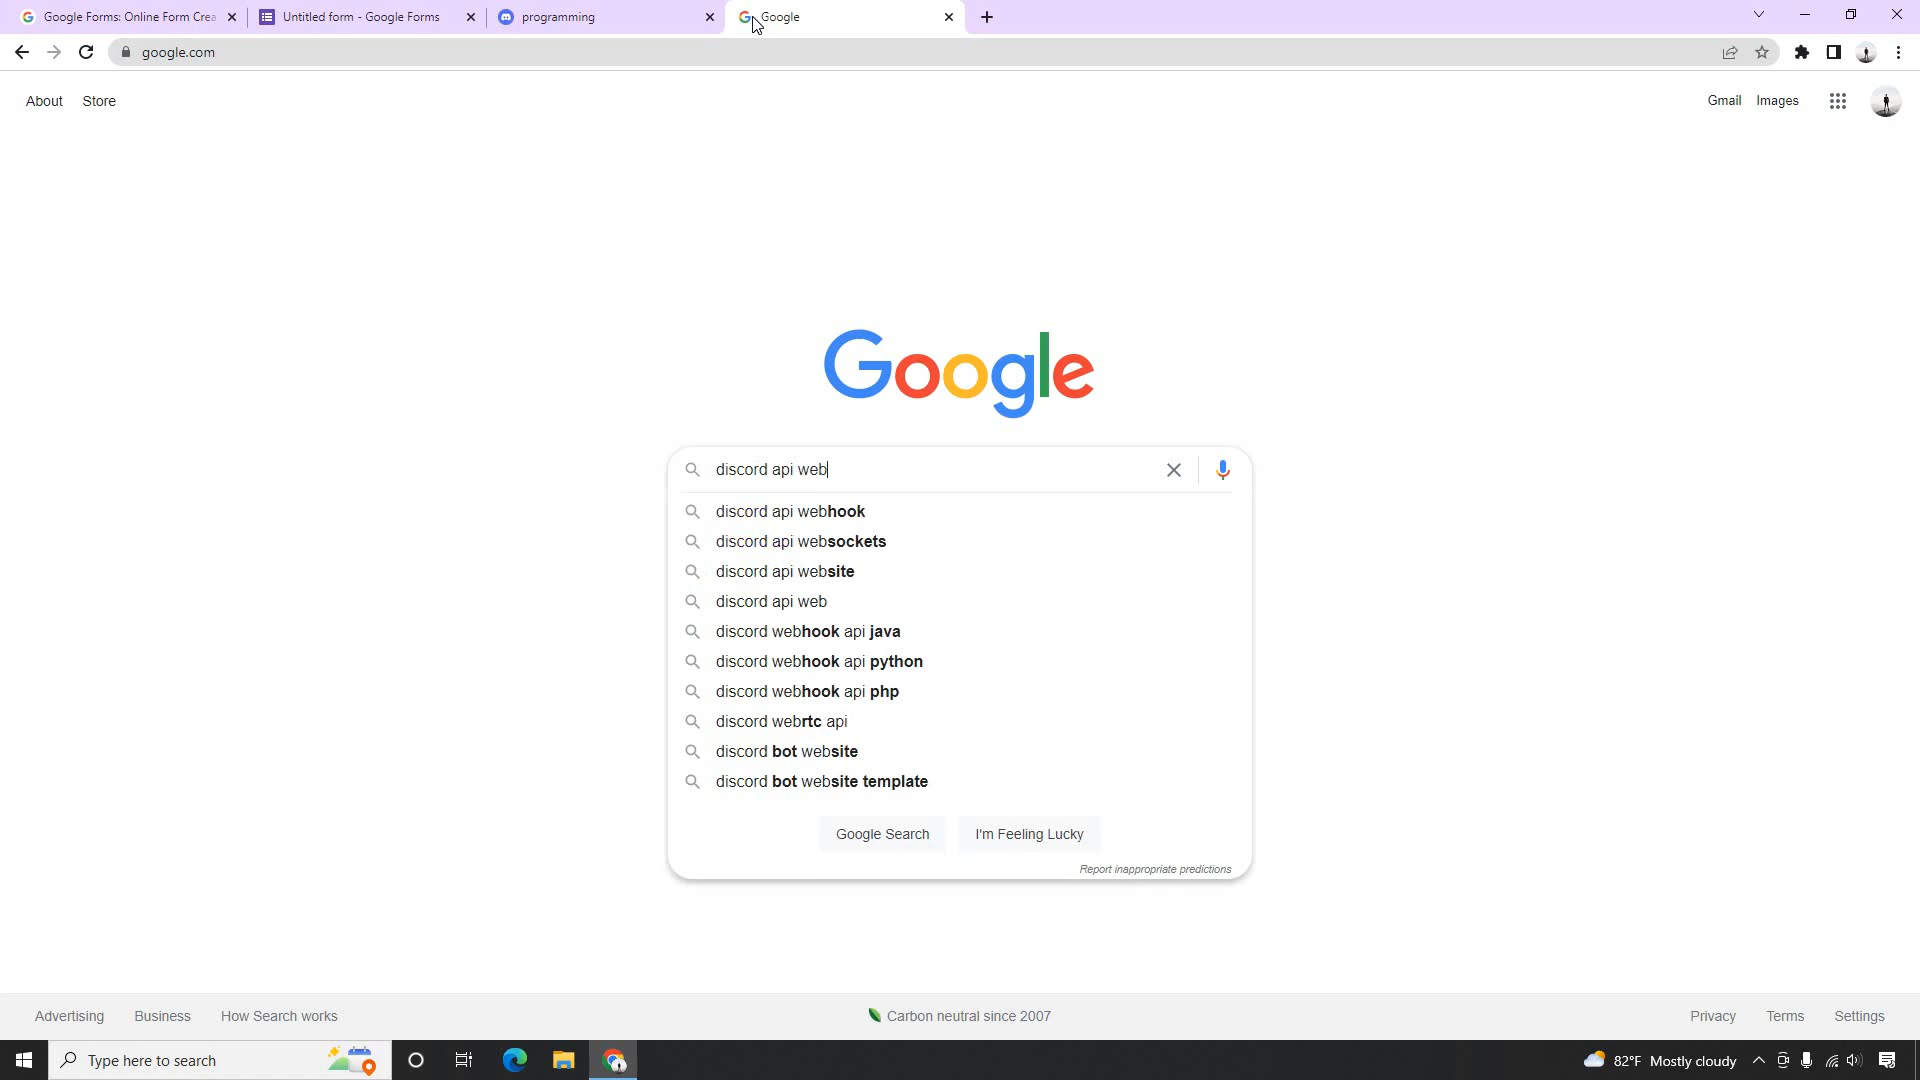 Google Forms: Online Form Crea
Untitled form - Google Forms
programming
Google
google.com
About Store
Gmail Images
Google
discord api web
discord api webhook
discord api websockets
discord api website
discord api web
discord webhook api java
discord webhook api python
discord webhook api php
discord webrtc api
discord bot website
discord bot website template
Google Search I'm Feeling Lucky
Report inappropriate predictions
Advertising Business How Search works
Carbon neutral since 2007
Privacy Terms Settings
Type here to search
82°F Mostly cloudy